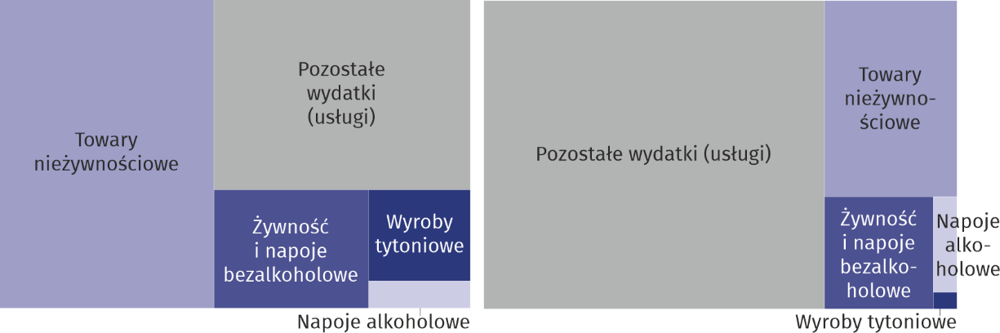 Towary
nieżywnościowe
Pozostałe
wydatki
(usługi)
Żywność
i napoje
bezalkoholowe
Wyroby
tytoniowe
Napoje alkoholowe
Pozostałe wydatki (usługi)
Towary
nieżywno-
ściowe
Żywność
i napoje
bezalko-
holowe
Napoje
alko-
holowe
Wyroby tytoniowe